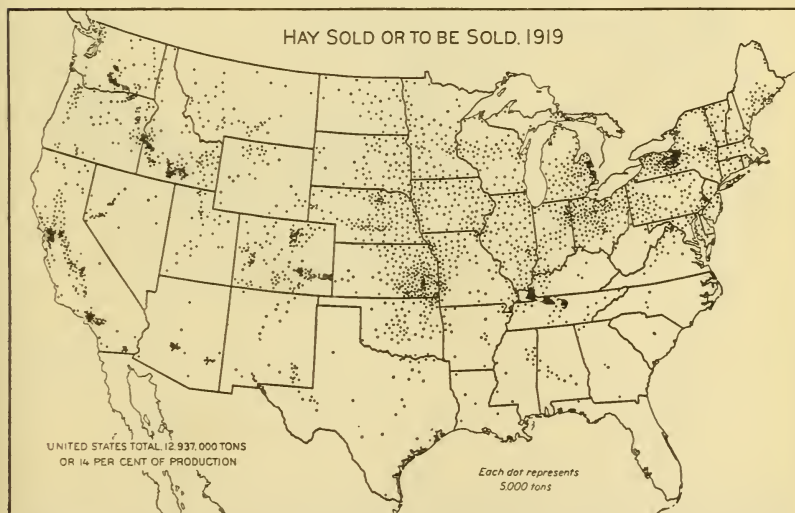 HAY SOLD OR TO BE SOLD, 1919
UNITED STATES TOTAL, 12,937,000 TONS
OR 14 PER CENT OF PRODUCTION
Each dot represents
5,000 tons